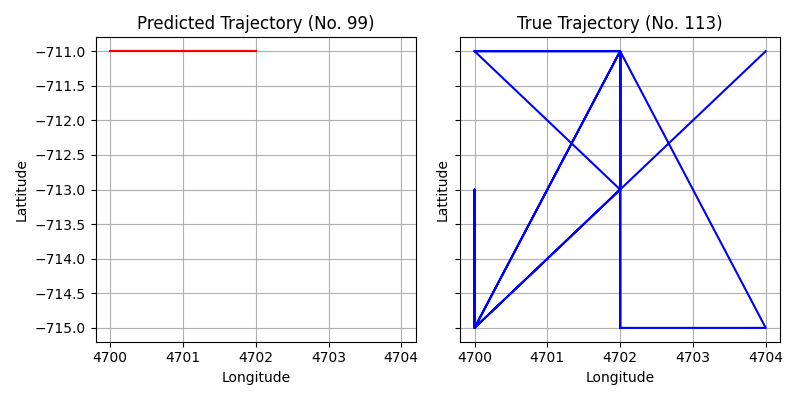 Predicted Trajectory (No. 99)
−711.0
−711.5
−712.0
−712.5
−713.0
−713.5
−714.0
−714.5
−715.0
Lattitude
4700 4701 4702 4703 4704
Longitude
True Trajectory (No. 113)
Lattitude
4700 4701 4702 4703 4704
Longitude